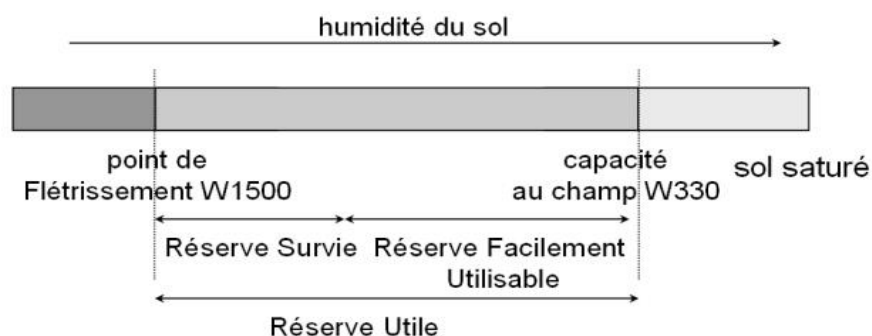 humidité du sol
point de
Flétrissement W1500
capacité
au champ W330
sol saturé
Réserve Survie
Réserve Facilement
Utilisable
Réserve Utile